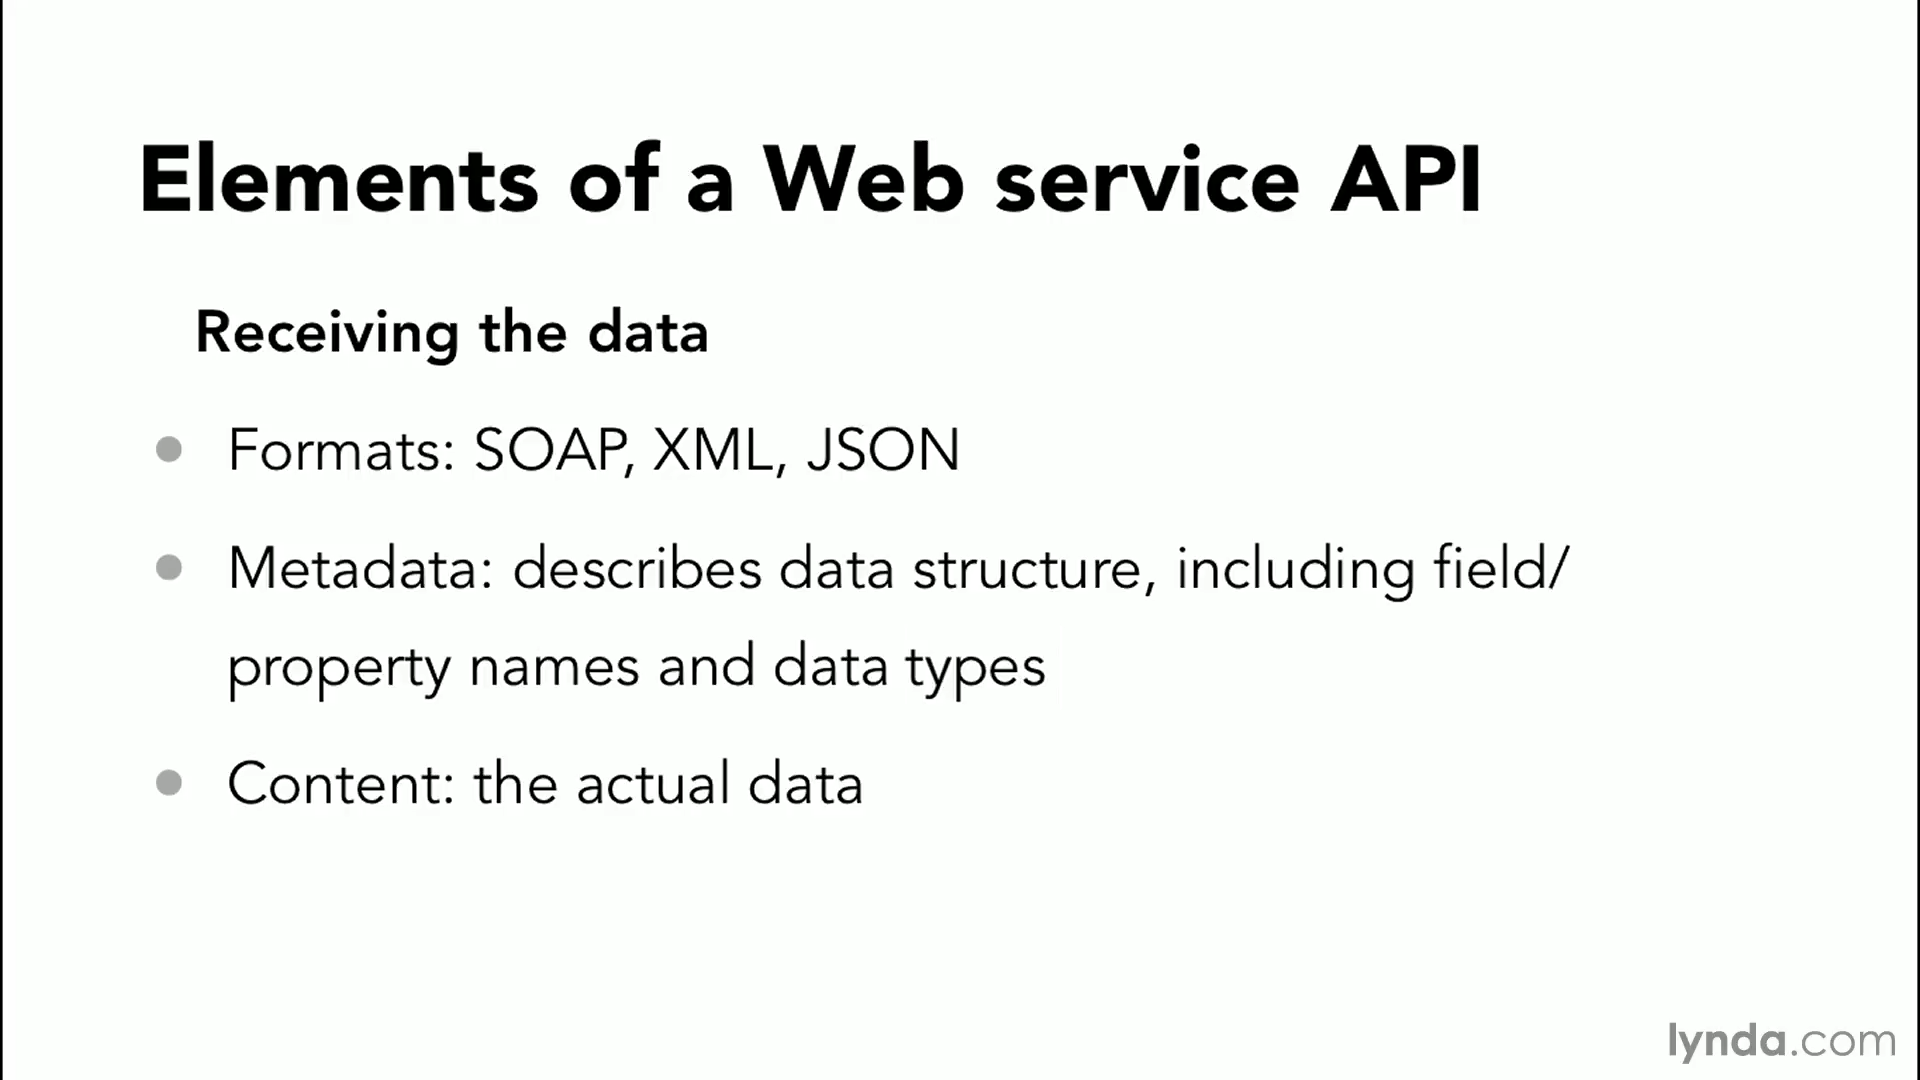 Elements of a Web service API
Receiving the data
Formats: SOAP, XML, JSON
Metadata: describes data structure, including field/
property names and data types
Content: the actual data
lynda.com